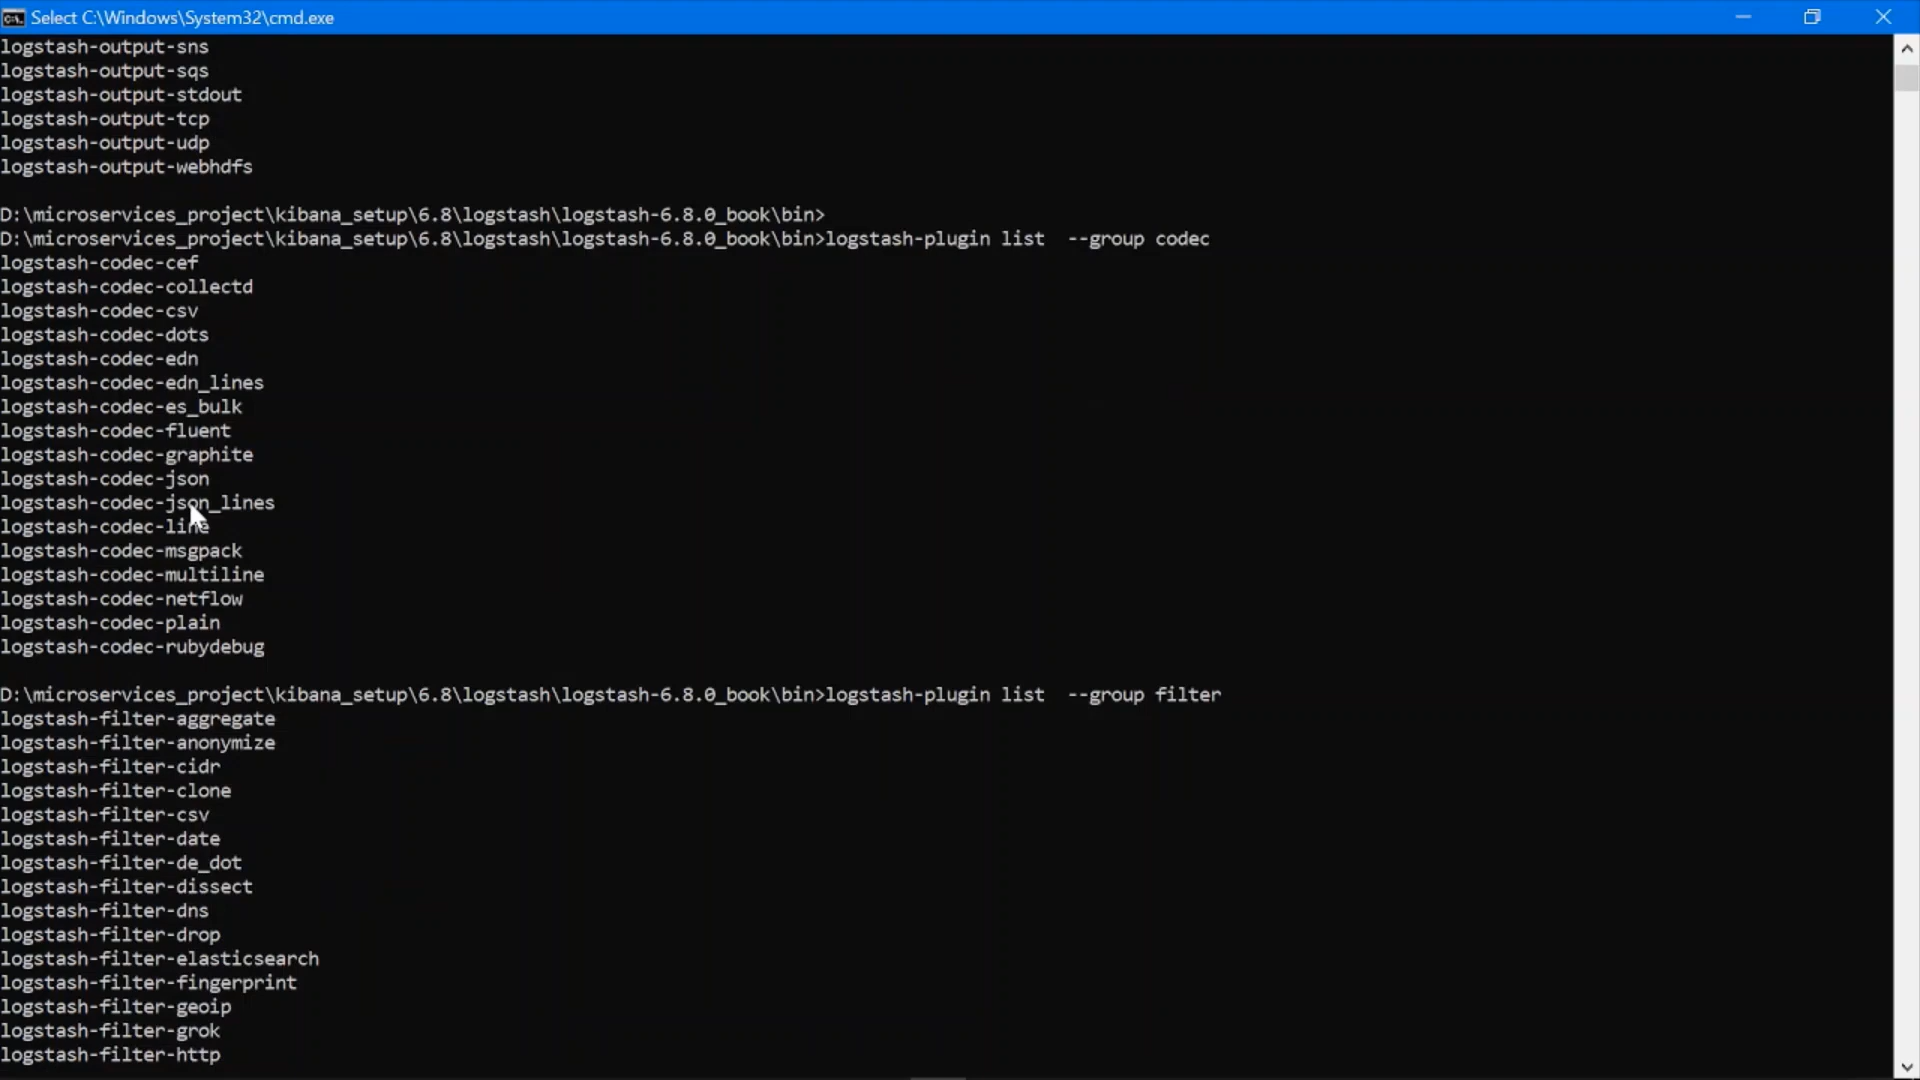 Select C:\Windows\System32\cmd.exe
logstash-output-sns
logstash-output-sqs
logstash-output-stdout
logstash-output-tcp
logstash-output-udp
logstash-output-webhdfs
D:\microservices_project\kibana_setup\6.8\logstash\logstash-6.8.0_book\bin>
D:\microservices_project\kibana_setup\6.8\logstash\logstash-6.8.0_book\bin>logstash-plugin list  --group codec
logstash-codec-cef
logstash-codec-collectd
logstash-codec-csv
logstash-codec-dots
logstash-codec-edn
logstash-codec-edn_lines
logstash-codec-es_bulk
logstash-codec-fluent
logstash-codec-graphite
logstash-codec-json
logstash-codec-json_lines
logstash-codec-line
logstash-codec-msgpack
logstash-codec-multiline
logstash-codec-netflow
logstash-codec-plain
logstash-codec-rubydebug
D:\microservices_project\kibana_setup\6.8\logstash\logstash-6.8.0_book\bin>logstash-plugin list  --group filter
logstash-filter-aggregate
logstash-filter-anonymize
logstash-filter-cidr
logstash-filter-clone
logstash-filter-csv
logstash-filter-date
logstash-filter-de_dot
logstash-filter-dissect
logstash-filter-dns
logstash-filter-drop
logstash-filter-elasticsearch
logstash-filter-fingerprint
logstash-filter-geoip
logstash-filter-grok
logstash-filter-http